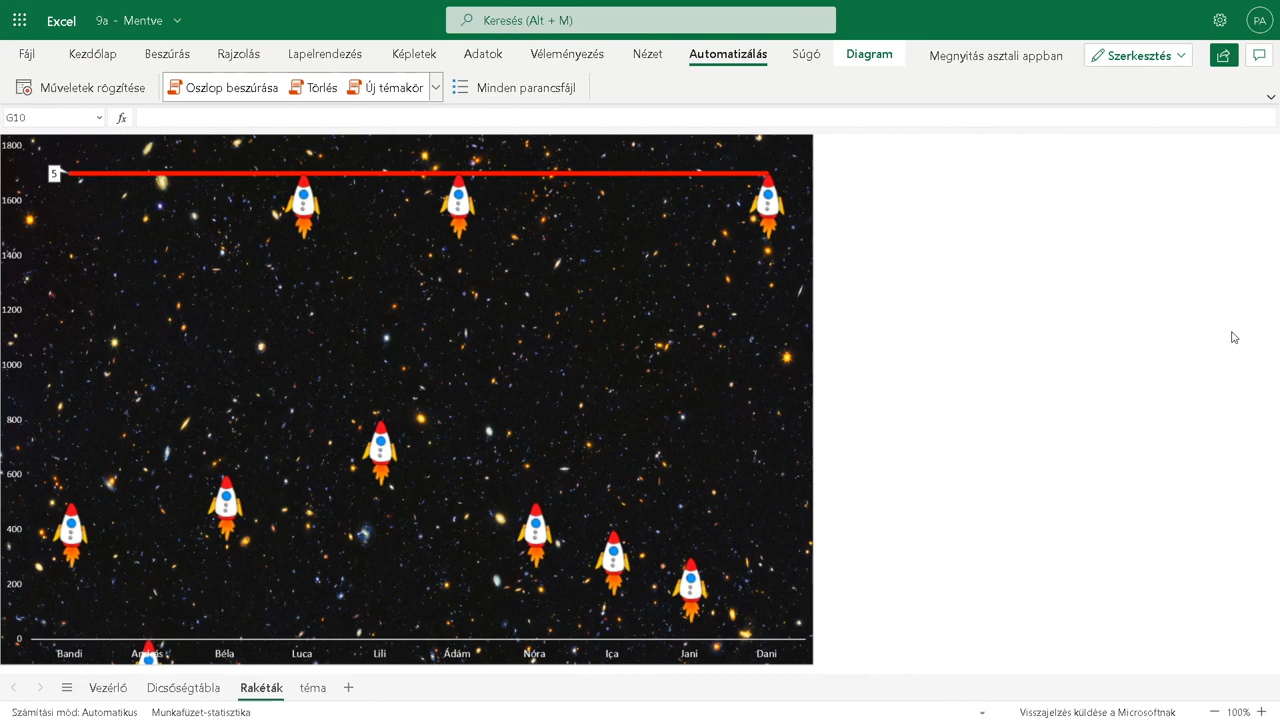 Excel 9a - Mentve Keresés (Alt + M) PA
Fájl Kezdőlap Beszúrás Rajzolás Lapelrendezés Képletek Adatok Véleményezés Nézet Automatizálás Súgó Diagram Megnyitás asztali appban Szerkesztés
Műveletek rögzítése Oszlop beszúrása Törlés Új témakör Minden parancsfájl
G10 fx
1800
5
1600
1400
1200
1000
800
600
400
200
0
Bandi András Béla Luca Lili Ádám Nóra Ica Jani Dani
Vezérlő Dicsőségtábla Rakéták téma
Számítási mód: Automatikus Munkafüzet-statisztika Visszajelzés küldése a Microsoftnak 100%